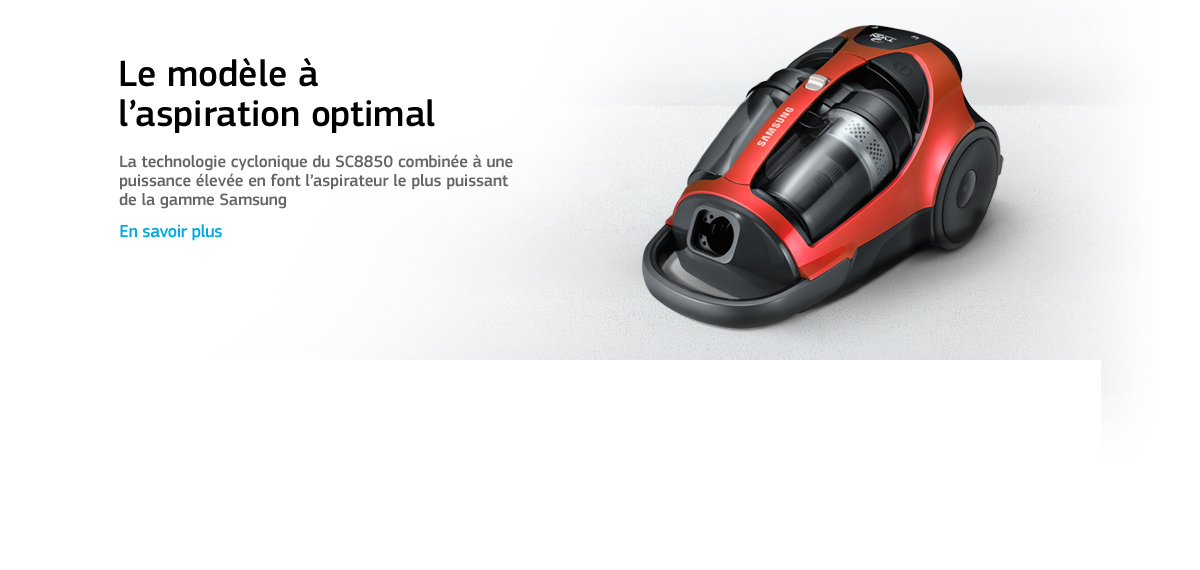 Le modèle à
l'aspiration optimal
La technologie cyclonique du SC8850 combinée à une
puissance élevée en font l'aspirateur le plus puissant
de la gamme Samsung
En savoir plus
SAMSUNG